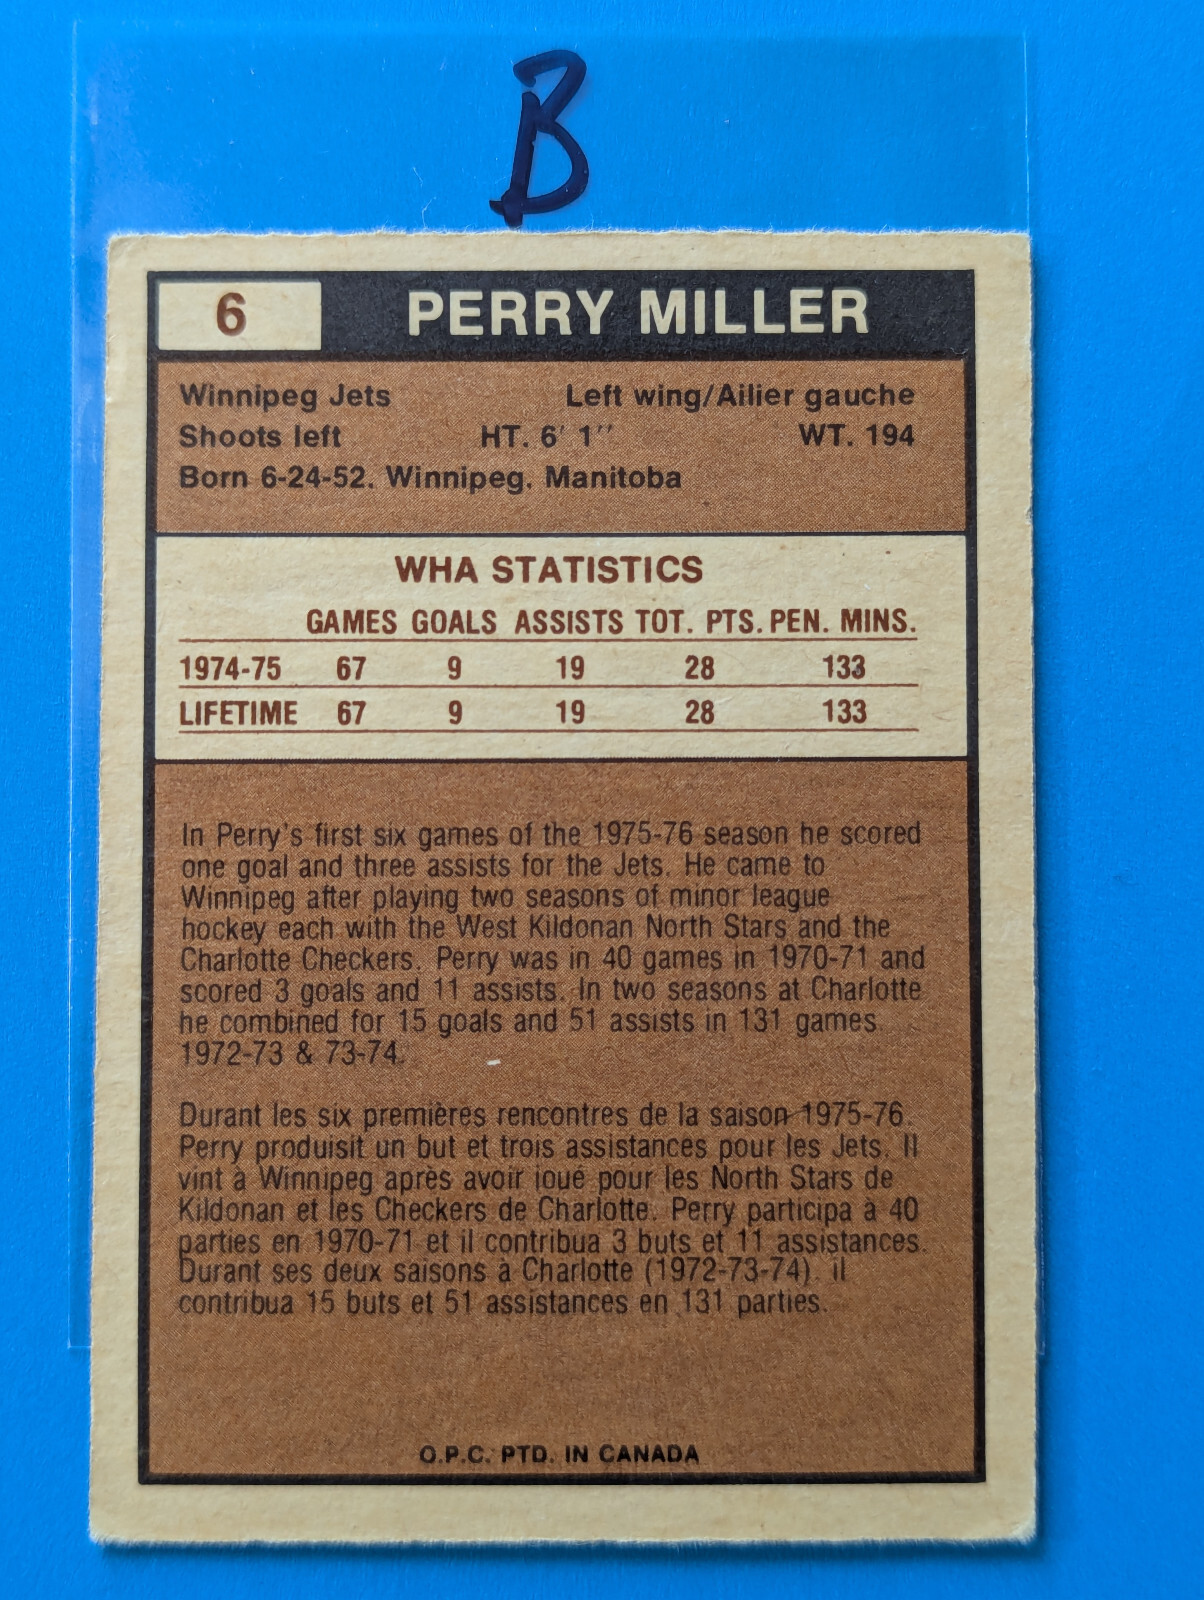 B
6 PERRY MILLER
Winnipeg Jets Left wing/Ailier gauche
Shoots left HT. 6' 1'' WT. 194
Born 6-24-52, Winnipeg, Manitoba
WHA STATISTICS
GAMES GOALS ASSISTS TOT. PTS. PEN. MINS.
1974-75 67 9 19 28 133
LIFETIME 67 9 19 28 133
In Perry's first six games of the 1975-76 season he scored
one goal and three assists for the Jets. He came to
Winnipeg after playing two seasons of minor league
hockey each with the West Kildonan North Stars and the
Charlotte Checkers. Perry was in 40 games in 1970-71 and
scored 3 goals and 11 assists. In two seasons at Charlotte
he combined for 15 goals and 51 assists in 131 games
1972-73 & 73-74.
Durant les six premières rencontres de la saison 1975-76.
Perry produisit un but et trois assistances pour les Jets. Il
vint à Winnipeg après avoir joué pour les North Stars de
Kildonan et les Checkers de Charlotte. Perry participa à 40
parties en 1970-71 et il contribua 3 buts et 11 assistances.
Durant ses deux saisons à Charlotte (1972-73-74). il
contribua 15 buts et 51 assistances en 131 parties.
O.P.C. PTD. IN CANADA